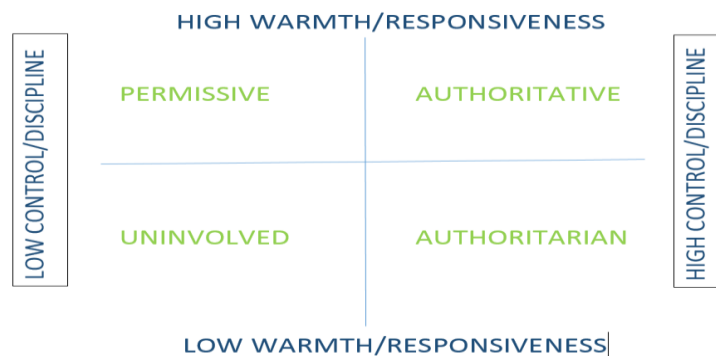 HIGH WARMTH/RESPONSIVENESS
LOW CONTROL/DISCIPLINE
PERMISSIVE
AUTHORITATIVE
HIGH CONTROL/DISCIPLINE
UNINVOLVED
AUTHORITARIAN
LOW WARMTH/RESPONSIVENESS